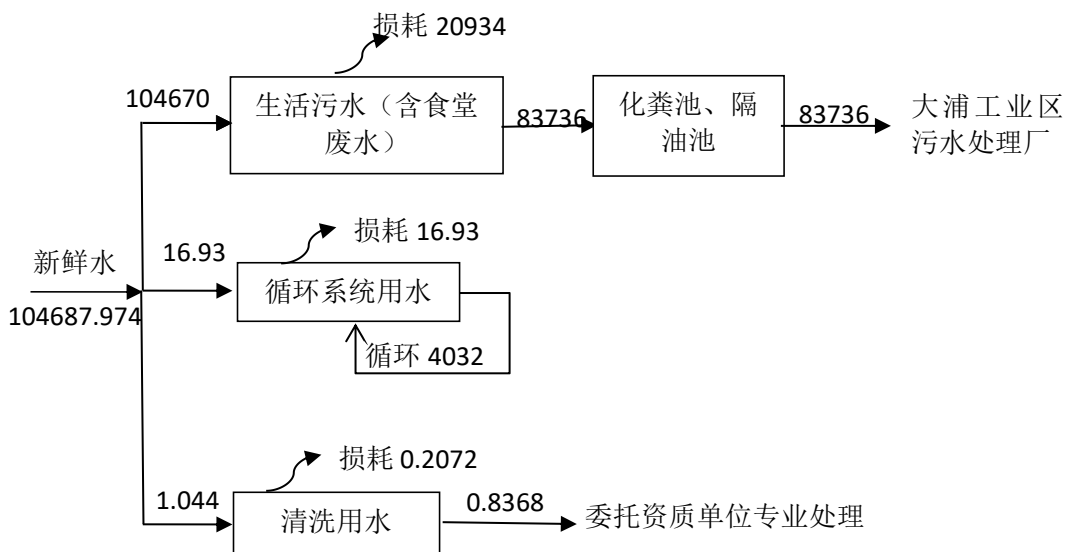 损耗 20934
104670
生活污水（含食堂
废水）
83736
化粪池、隔
油池
83736
大浦工业区
污水处理厂
新鲜水
104687.974
16.93
损耗 16.93
循环系统用水
循环 4032
损耗 0.2072
1.044
清洗用水
0.8368
委托资质单位专业处理